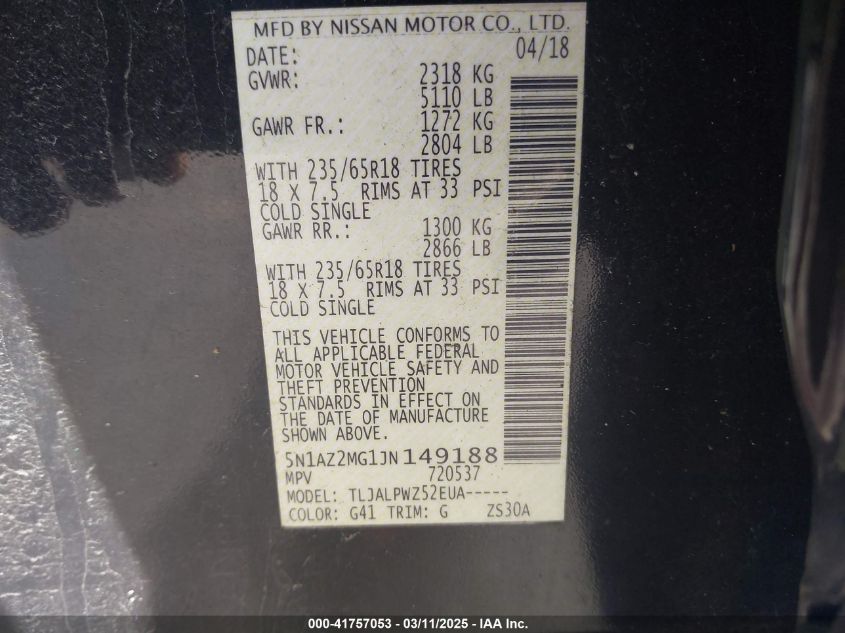 MFD BY NISSAN MOTOR CO., LTD.
DATE: 04/18
GVWR: 2318 KG
5110 LB
GAWR FR.: 1272 KG
2804 LB
WITH 235/65R18 TIRES
18 X 7.5 RIMS AT 33 PSI
COLD SINGLE
GAWR RR.: 1300 KG
2866 LB
WITH 235/65R18 TIRES
18 X 7.5 RIMS AT 33 PSI
COLD SINGLE
THIS VEHICLE CONFORMS TO
ALL APPLICABLE FEDERAL
MOTOR VEHICLE SAFETY AND
THEFT PREVENTION
STANDARDS IN EFFECT ON
THE DATE OF MANUFACTURE
SHOWN ABOVE.
5N1AZ2MG1JN149188
MPV 720537
MODEL: TLJALPWZ52EUA-----
COLOR: G41 TRIM: G ZS30A
000-41757053 - 03/11/2025 - IAA Inc.